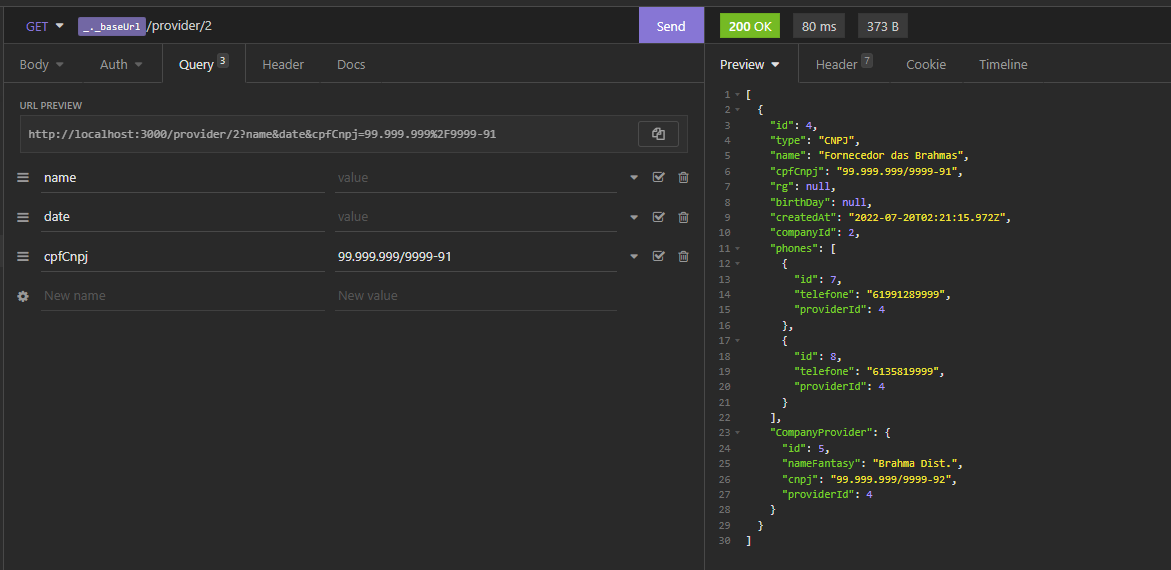 GET _._baseUrl/provider/2 Send 200 OK 80 ms 373 B
Body Auth Query 3 Header Docs Preview Header 7 Cookie Timeline
URL PREVIEW
http://localhost:3000/provider/2?name&date&cpfCnpj=99.999.999%2F9999-91
name value
date value
cpfCnpj 99.999.999/9999-91
New name New value
1 [
2 {
3 "id": 4,
4 "type": "CNPJ",
5 "name": "Fornecedor das Brahmas",
6 "cpfCnpj": "99.999.999/9999-91",
7 "rg": null,
8 "birthDay": null,
9 "createdAt": "2022-07-20T02:21:15.972Z",
10 "companyId": 2,
11 "phones": [
12 {
13 "id": 7,
14 "telefone": "61991289999",
15 "providerId": 4
16 },
17 {
18 "id": 8,
19 "telefone": "6135819999",
20 "providerId": 4
21 }
22 ],
23 "CompanyProvider": {
24 "id": 5,
25 "nameFantasy": "Brahma Dist.",
26 "cnpj": "99.999.999/9999-92",
27 "providerId": 4
28 }
29 }
30 ]